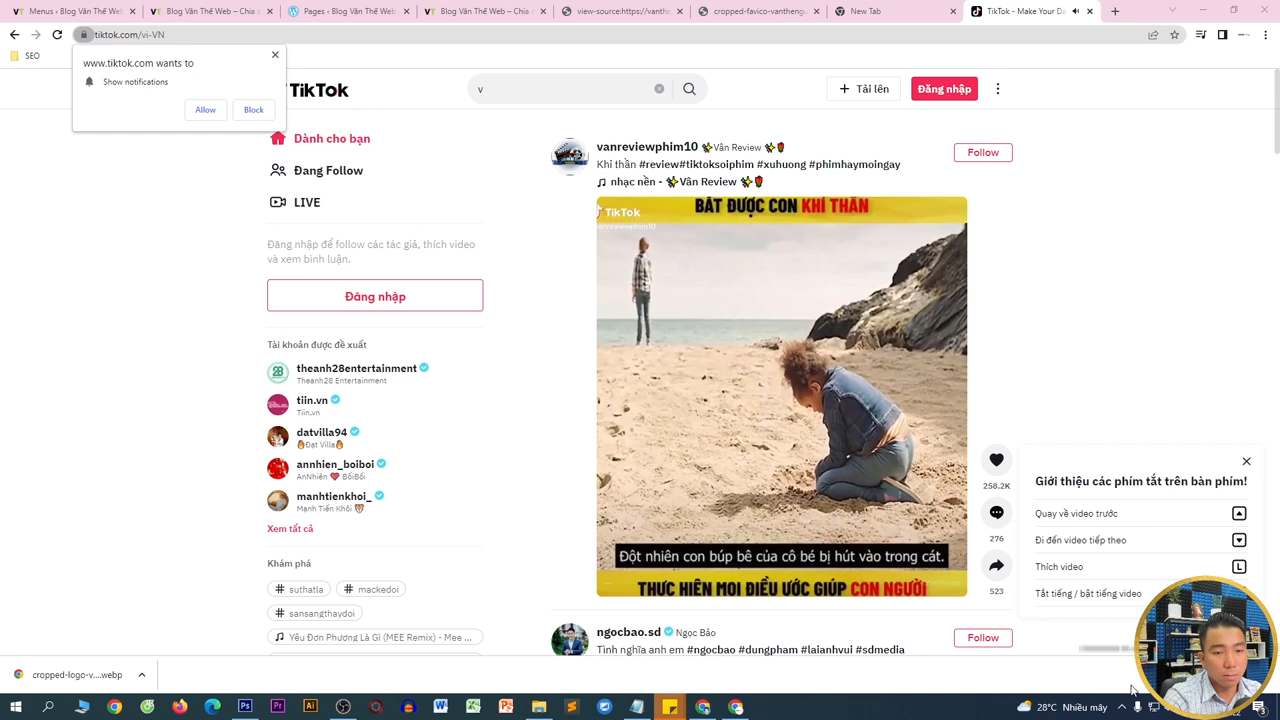 Menus ‹ Blog Văn Thế Web —
Blog Văn Thế Web – Chia s
Pages ‹ Blog Văn Thế Web
Blog Văn Thế Web – Chia s
view-source:https://vanthe
cropped-favico-vanthengu
New Tab
TikTok - Make Your Da
tiktok.com/vi-VN
SEO
www.tiktok.com wants to
Show notifications
Allow
Block
TikTok
v
Tải lên
Đăng nhập
Dành cho bạn
Đang Follow
LIVE
Đăng nhập để follow các tác giả, thích video
và xem bình luận.
Đăng nhập
Tài khoản được đề xuất
theanh28entertainment
Theanh28 Entertainment
tiin.vn
Tiin.vn
datvilla94
🔥Đạt Villa🔥
annhien_boiboi
AnNhiên ❤️ BốiBối
manhtienkhoi_
Mạnh Tiến Khôi
Xem tất cả
Khám phá
# suthatla
# mackedoi
# sansangthaydoi
Yêu Đơn Phương Là Gì (MEE Remix) - Mee ...
vanreviewphim10 ✨Vân Review ✨🌹
Follow
Khỉ thần #review#tiktoksoiphim #xuhuong #phimhaymoingay
♫ nhạc nền - ✨Vân Review ✨🌹
BẮT ĐƯỢC CON KHỈ THẦN
TikTok
Đột nhiên con búp bê của cô bé bị hút vào trong cát.
THỰC HIỆN MỌI ĐIỀU ƯỚC GIÚP CON NGƯỜI
258.2K
276
523
Giới thiệu các phím tắt trên bàn phím!
Quay về video trước
Đi đến video tiếp theo
Thích video
L
Tắt tiếng / bật tiếng video
ngocbao.sd Ngọc Bảo
Follow
Tình nghĩa anh em #ngocbao #dungpham #laianhvui #sdmedia
cropped-logo-v....webp
28°C Nhiều mây